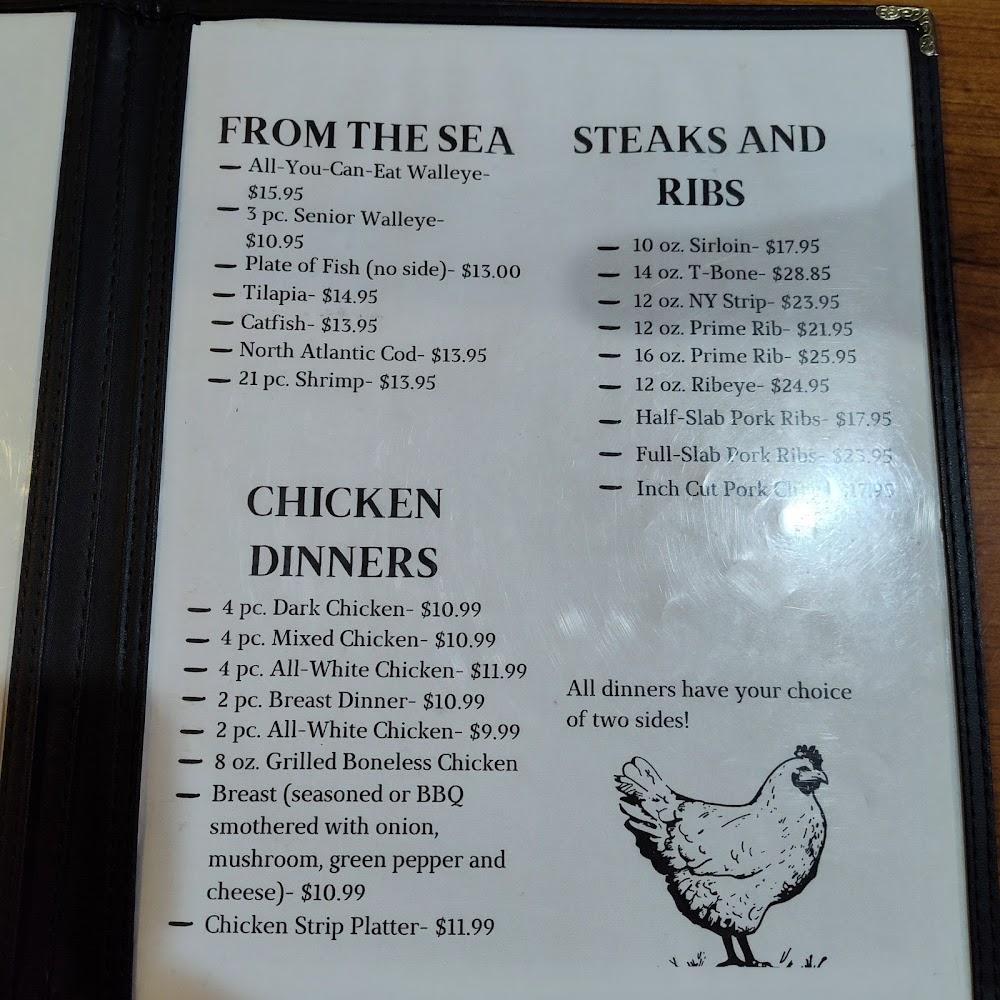 FROM THE SEA
— All-You-Can-Eat Walleye-
$15.95
— 3 pc. Senior Walleye-
$10.95
— Plate of Fish (no side)- $13.00
— Tilapia- $14.95
— Catfish- $13.95
— North Atlantic Cod- $13.95
— 21 pc. Shrimp- $13.95
CHICKEN
DINNERS
— 4 pc. Dark Chicken- $10.99
— 4 pc. Mixed Chicken- $10.99
— 4 pc. All-White Chicken- $11.99
— 2 pc. Breast Dinner- $10.99
— 2 pc. All-White Chicken- $9.99
— 8 oz. Grilled Boneless Chicken
— Breast (seasoned or BBQ
smothered with onion,
mushroom, green pepper and
cheese)- $10.99
— Chicken Strip Platter- $11.99
STEAKS AND
RIBS
— 10 oz. Sirloin- $17.95
— 14 oz. T-Bone- $28.85
— 12 oz. NY Strip- $23.95
— 12 oz. Prime Rib- $21.95
— 16 oz. Prime Rib- $25.95
— 12 oz. Ribeye- $24.95
— Half-Slab Pork Ribs- $17.95
— Full-Slab Pork Ribs- $23.95
— Inch Cut Pork $17.95
All dinners have your choice
of two sides!